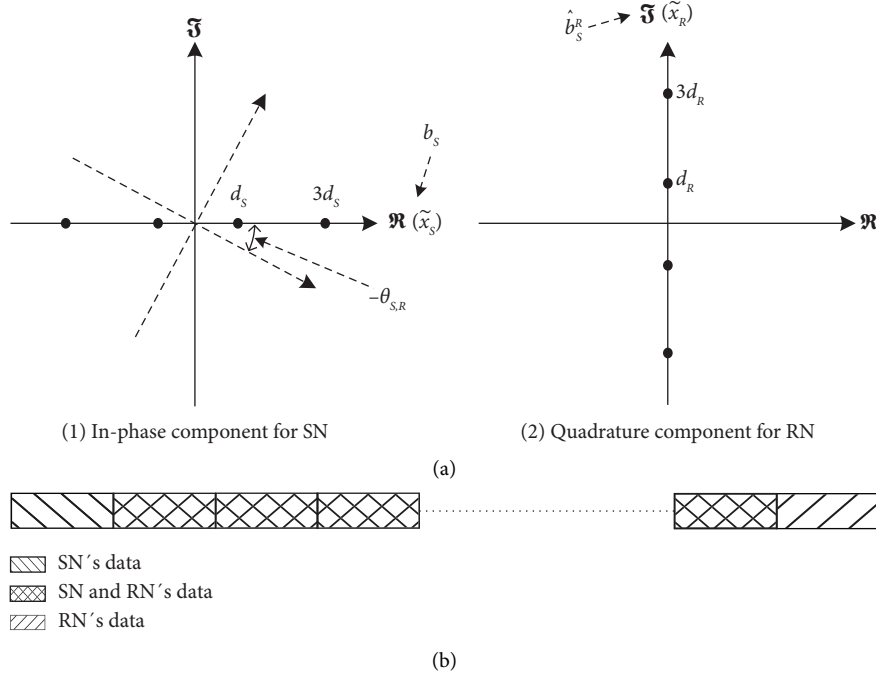 𝕴
b_S
d_S
3d_S
𝕽 (x̃_S)
–θ_{S,R}
(1) In-phase component for SN
b̂_S^R
𝕴 (x̃_R)
3d_R
d_R
𝕽
(2) Quadrature component for RN
(a)
SN´s data
SN and RN´s data
RN´s data
(b)